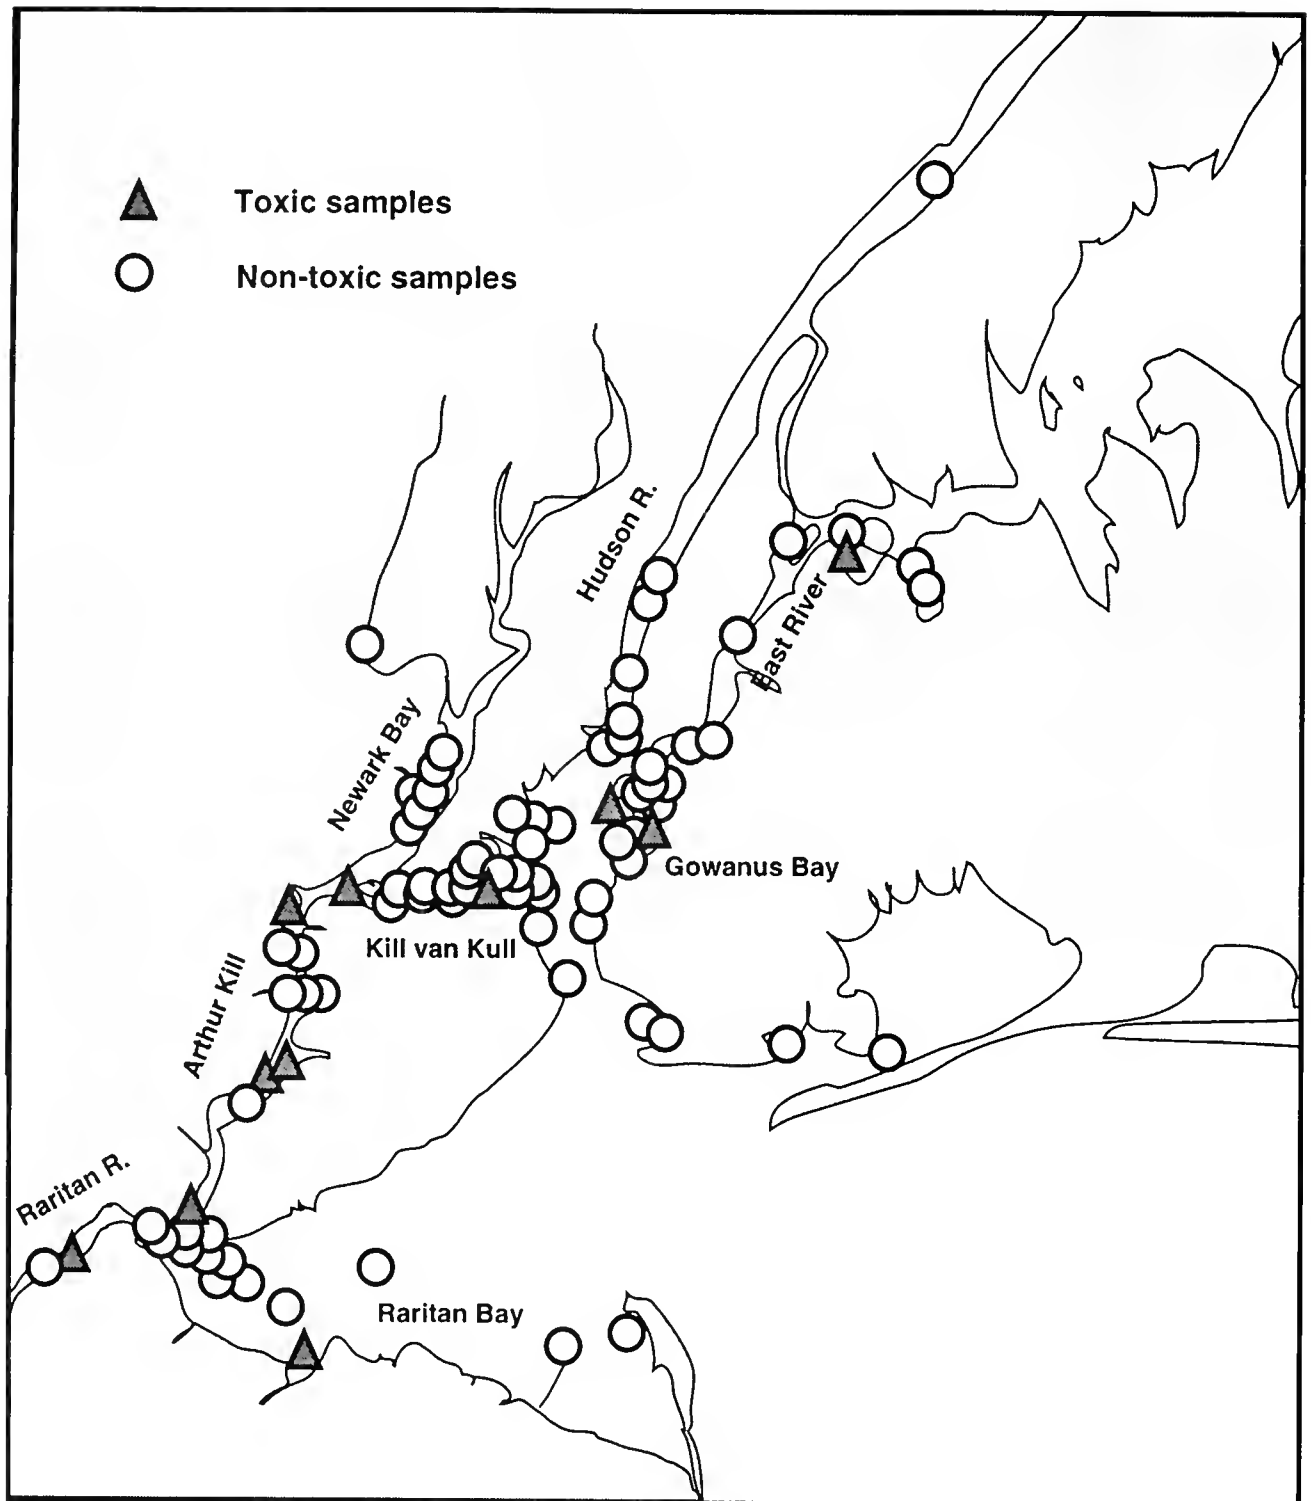 Toxic samples
Non-toxic samples
Hudson R.
East River
Newark Bay
Gowanus Bay
Kill van Kull
Arthur Kill
Raritan R.
Raritan Bay